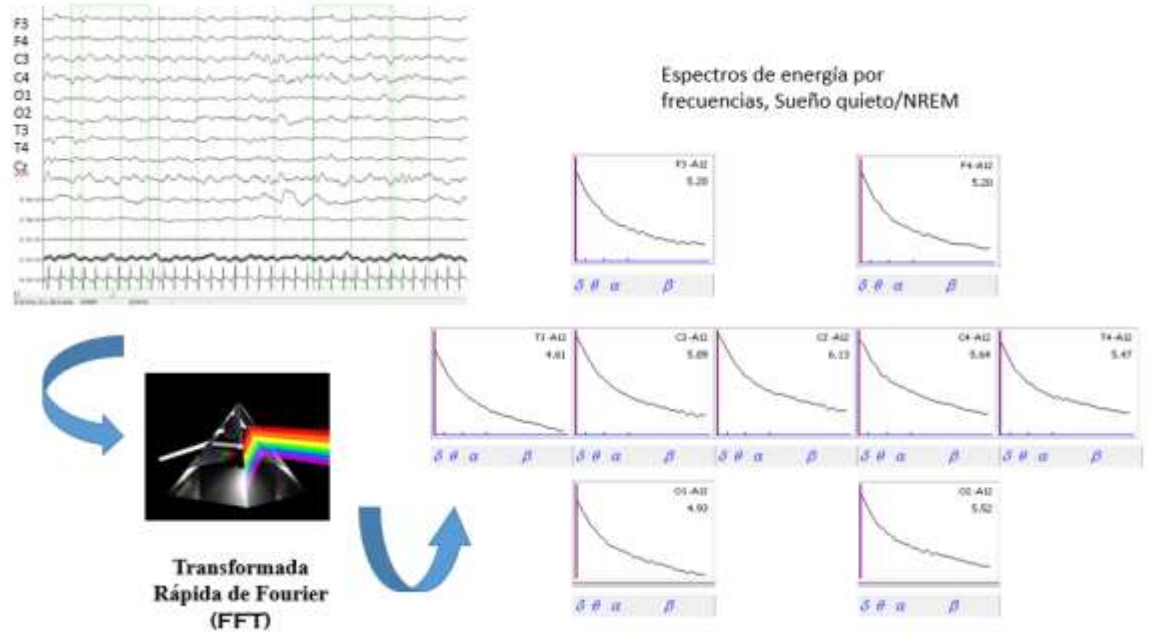 F3
F4
C3
C4
O1
O2
T3
T4
Cz
Espectros de energía por
frecuencias, Sueño quieto/NREM
F3-A12
5.20
F4-A12
5.20
δ θ α β
δ θ α β
T3-A12
4.61
C3-A12
5.89
CZ-A12
6.13
C4-A12
5.64
T4-A12
5.47
δ θ α β
δ θ α β
δ θ α β
δ θ α β
δ θ α β
O1-A12
4.93
O2-A12
5.52
δ θ α β
δ θ α β
Transformada
Rápida de Fourier
(FFT)